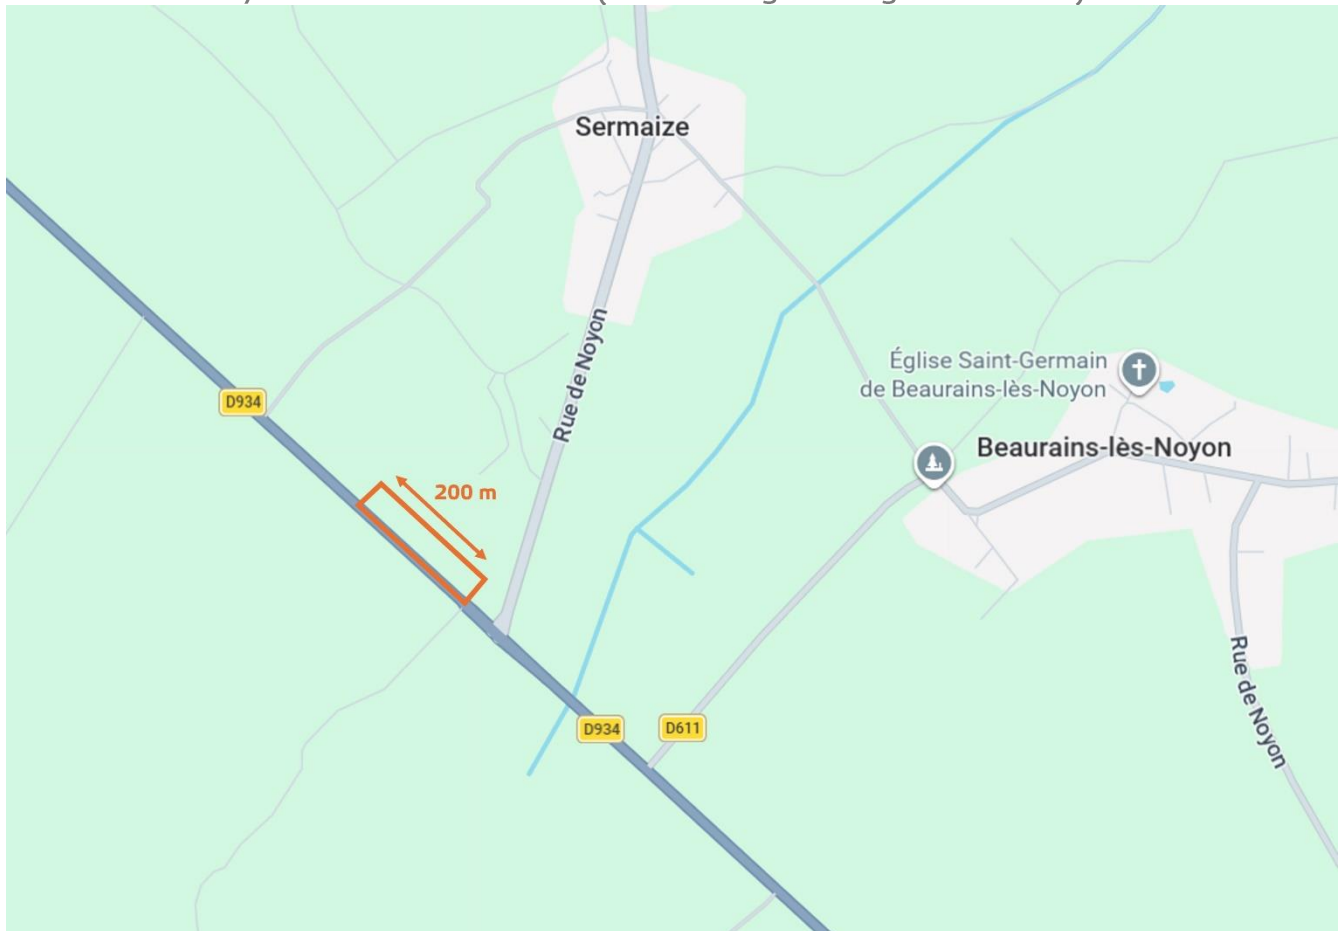 Sermaize
Rue de Noyon
Église Saint-Germain
de Beaurains-lès-Noyon
D934
Beaurains-lès-Noyon
200 m
D934
D611
Rue de Noyon